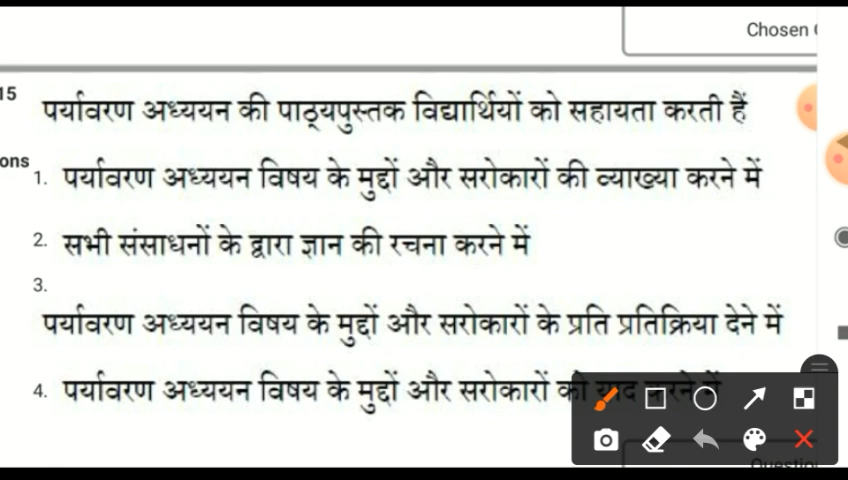 Chosen
15 पर्यावरण अध्ययन की पाठ्यपुस्तक विद्यार्थियों को सहायता करती हैं
ons
1. पर्यावरण अध्ययन विषय के मुद्दों और सरोकारों की व्याख्या करने में
2. सभी संसाधनों के द्वारा ज्ञान की रचना करने में
3.
पर्यावरण अध्ययन विषय के मुद्दों और सरोकारों के प्रति प्रतिक्रिया देने में
4. पर्यावरण अध्ययन विषय के मुद्दों और सरोकारों को याद करने में